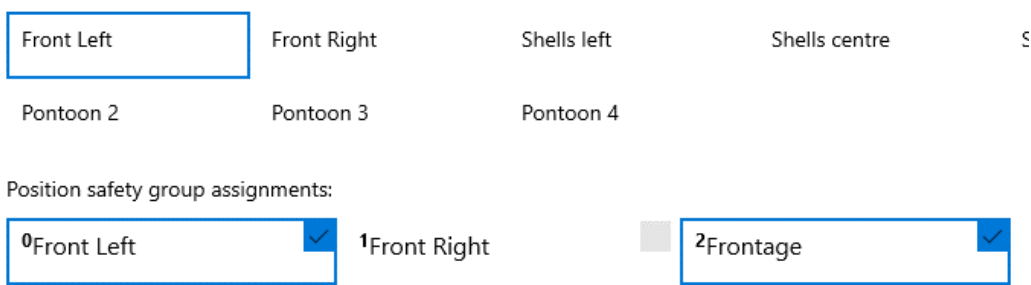 Front Left Front Right Shells left Shells centre
Pontoon 2 Pontoon 3 Pontoon 4
Position safety group assignments:
0Front Left 1Front Right 2Frontage